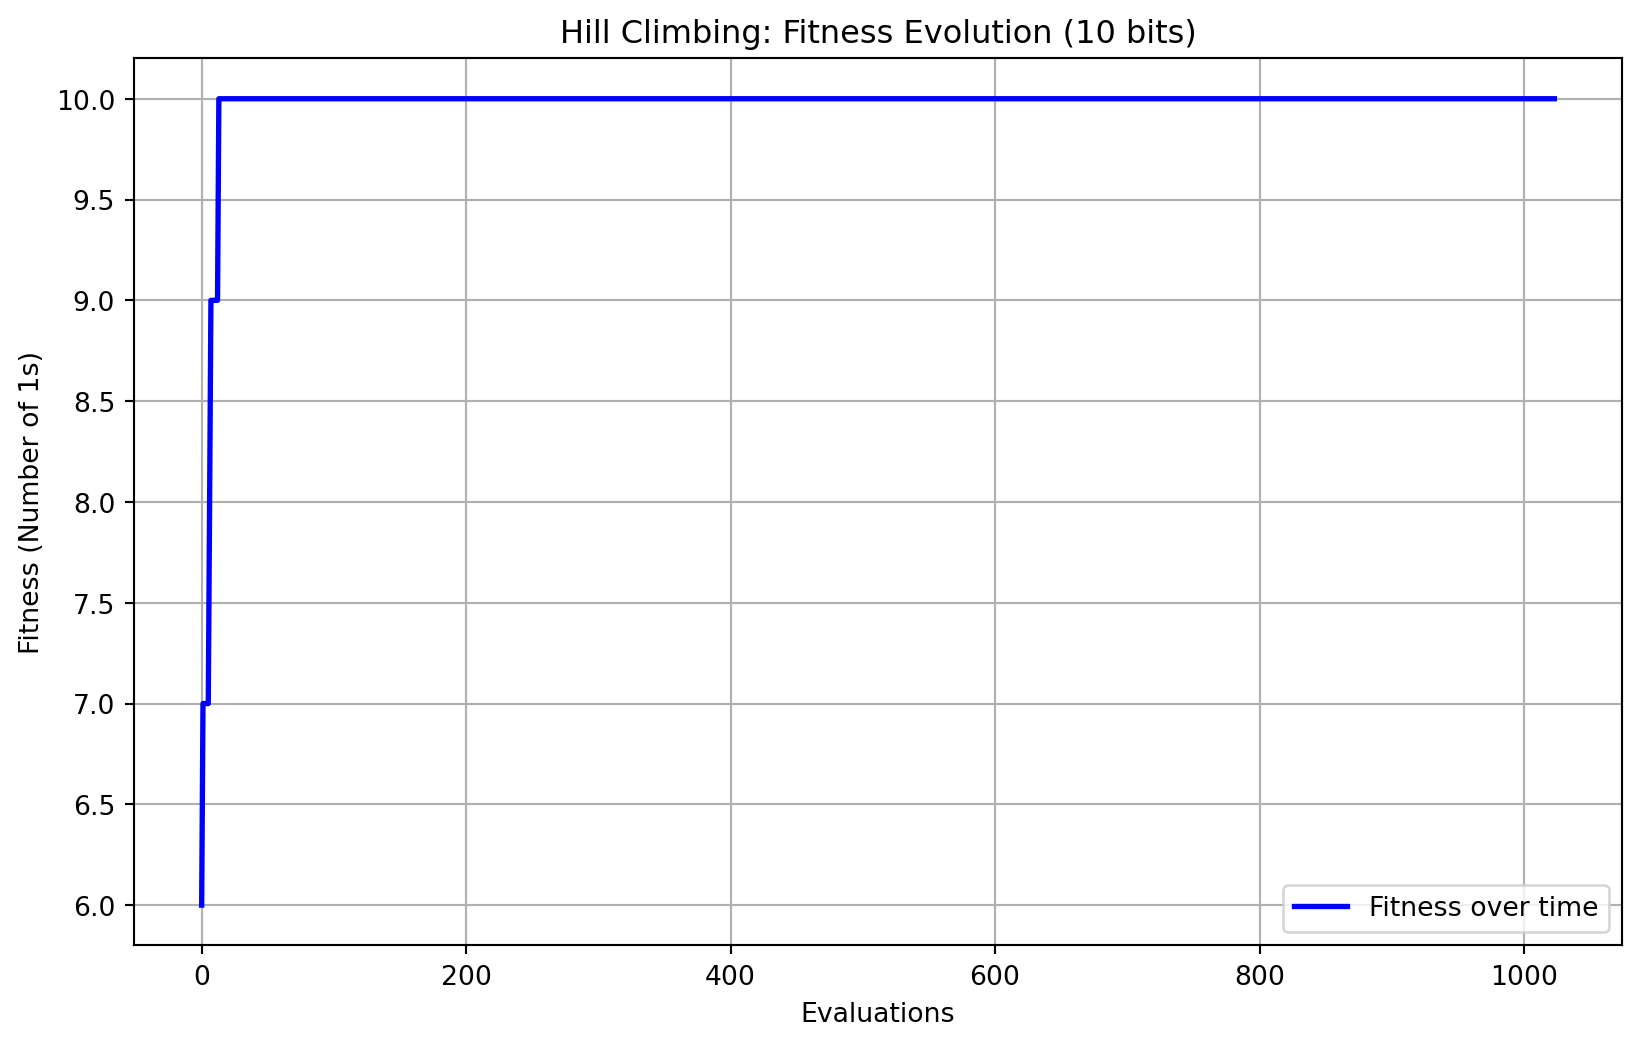 Hill Climbing: Fitness Evolution (10 bits)
10.0
9.5
9.0
8.5
8.0
7.5
7.0
6.5
6.0
Fitness (Number of 1s)
Fitness over time
0 200 400 600 800 1000
Evaluations